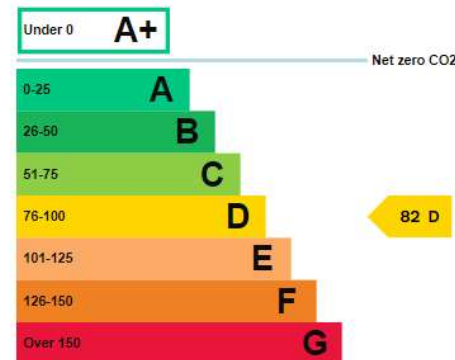 Under 0 A+
Net zero CO2
0-25 A
26-50 B
51-75 C
76-100 D
82 D
101-125 E
126-150 F
Over 150 G